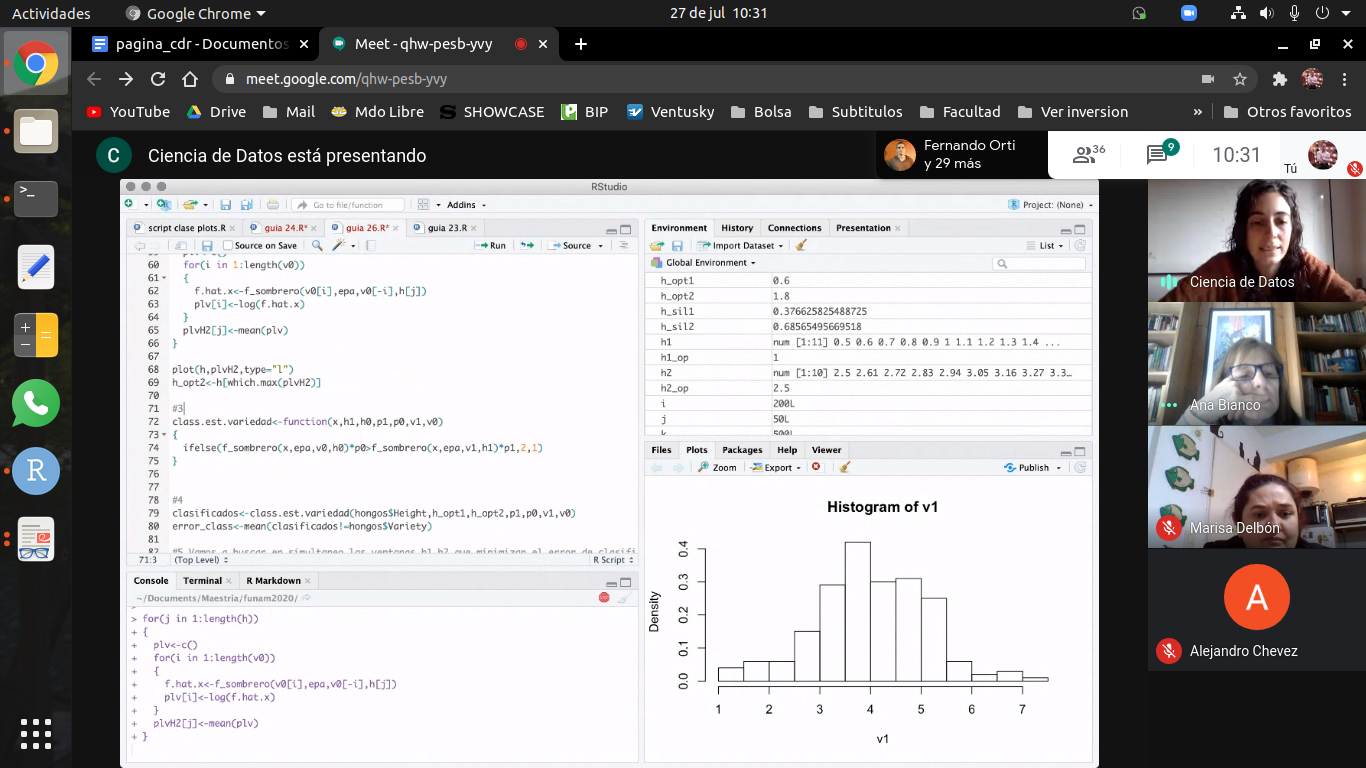 Actividades
Google Chrome
27 de jul 10:31
pagina_cdr - Documentos
Meet - qhw-pesb-yvy
meet.google.com/qhw-pesb-yvy
YouTube
Drive
Mail
Mdo Libre
SHOWCASE
BIP
Ventusky
Bolsa
Subtitulos
Facultad
Ver inversion
»
Otros favoritos
C
Ciencia de Datos está presentando
Fernando Orti
y 29 más
36
9
10:31
Tú
RStudio
Go to file/function
Addins
Project: (None)
script clase plots.R
guia 24.R*
guia 26.R*
guia 23.R
Source on Save
Run
Source
60 for(i in 1:length(v0))
61 {
62 f.hat.x<-f_sombrero(v0[i],epa,v0[-i],h[j])
63 plv[i]<-log(f.hat.x)
64 }
65 plvH2[j]<-mean(plv)
66 }
67
68 plot(h,plvH2,type="l")
69 h_opt2<-h[which.max(plvH2)]
70
71 #3
72 class.est.variedad<-function(x,h1,h0,p1,p0,v1,v0)
73 {
74 ifelse(f_sombrero(x,epa,v0,h0)*p0>f_sombrero(x,epa,v1,h1)*p1,2,1)
75 }
76
77
78 #4
79 clasificados<-class.est.variedad(hongos$Height,h_opt1,h_opt2,p1,p0,v1,v0)
80 error_class<-mean(clasificados!=hongos$Variety)
81
82 #5 Vamos a buscar en simultaneo las ventanas h1 h2 que minimizan el error de clasifi
71:3
(Top Level)
R Script
Console
Terminal
R Markdown
~/Documents/Maestria/funam2020/
> for(j in 1:length(h))
+ {
+ plv<-c()
+ for(i in 1:length(v0))
+ {
+ f.hat.x<-f_sombrero(v0[i],epa,v0[-i],h[j])
+ plv[i]<-log(f.hat.x)
+ }
+ plvH2[j]<-mean(plv)
+ }
Environment
History
Connections
Presentation
Import Dataset
List
Global Environment
h_opt1 0.6
h_opt2 1.8
h_sil1 0.376625825488725
h_sil2 0.68565495669518
h1 num [1:11] 0.5 0.6 0.7 0.8 0.9 1 1.1 1.2 1.3 1.4 ...
h1_op 1
h2 num [1:10] 2.5 2.61 2.72 2.83 2.94 3.05 3.16 3.27 3.3…
h2_op 2.5
i 200L
j 50L
k 500L
Files
Plots
Packages
Help
Viewer
Zoom
Export
Publish
Histogram of v1
Density
0.0 0.1 0.2 0.3 0.4
1 2 3 4 5 6 7
v1
Ciencia de Datos
Ana Bianco
Marisa Delbón
A
Alejandro Chevez